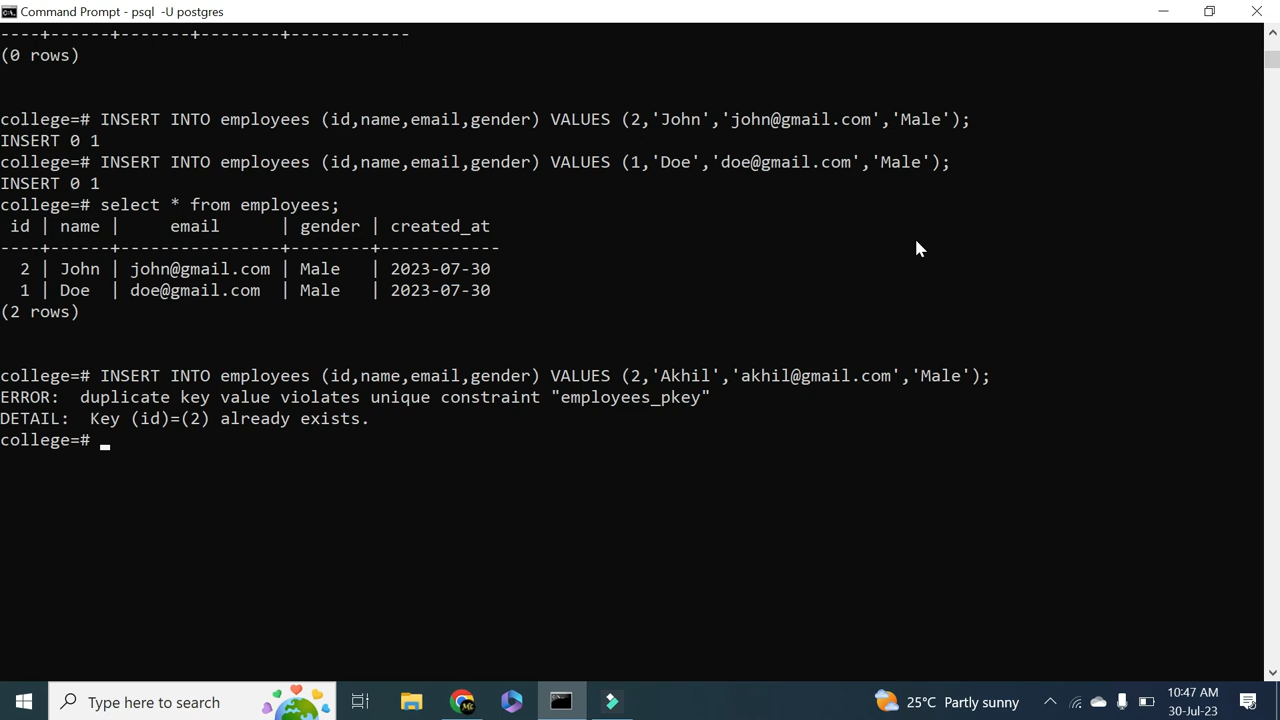 Command Prompt - psql -U postgres
----+------+-------+--------+------------
(0 rows)
college=# INSERT INTO employees (id,name,email,gender) VALUES (2,'John','john@gmail.com','Male');
INSERT 0 1
college=# INSERT INTO employees (id,name,email,gender) VALUES (1,'Doe','doe@gmail.com','Male');
INSERT 0 1
college=# select * from employees;
 id | name |     email      | gender | created_at
----+------+----------------+--------+------------
  2 | John | john@gmail.com | Male   | 2023-07-30
  1 | Doe  | doe@gmail.com  | Male   | 2023-07-30
(2 rows)
college=# INSERT INTO employees (id,name,email,gender) VALUES (2,'Akhil','akhil@gmail.com','Male');
ERROR:  duplicate key value violates unique constraint "employees_pkey"
DETAIL:  Key (id)=(2) already exists.
college=#
Type here to search
25°C Partly sunny
10:47 AM
30-Jul-23